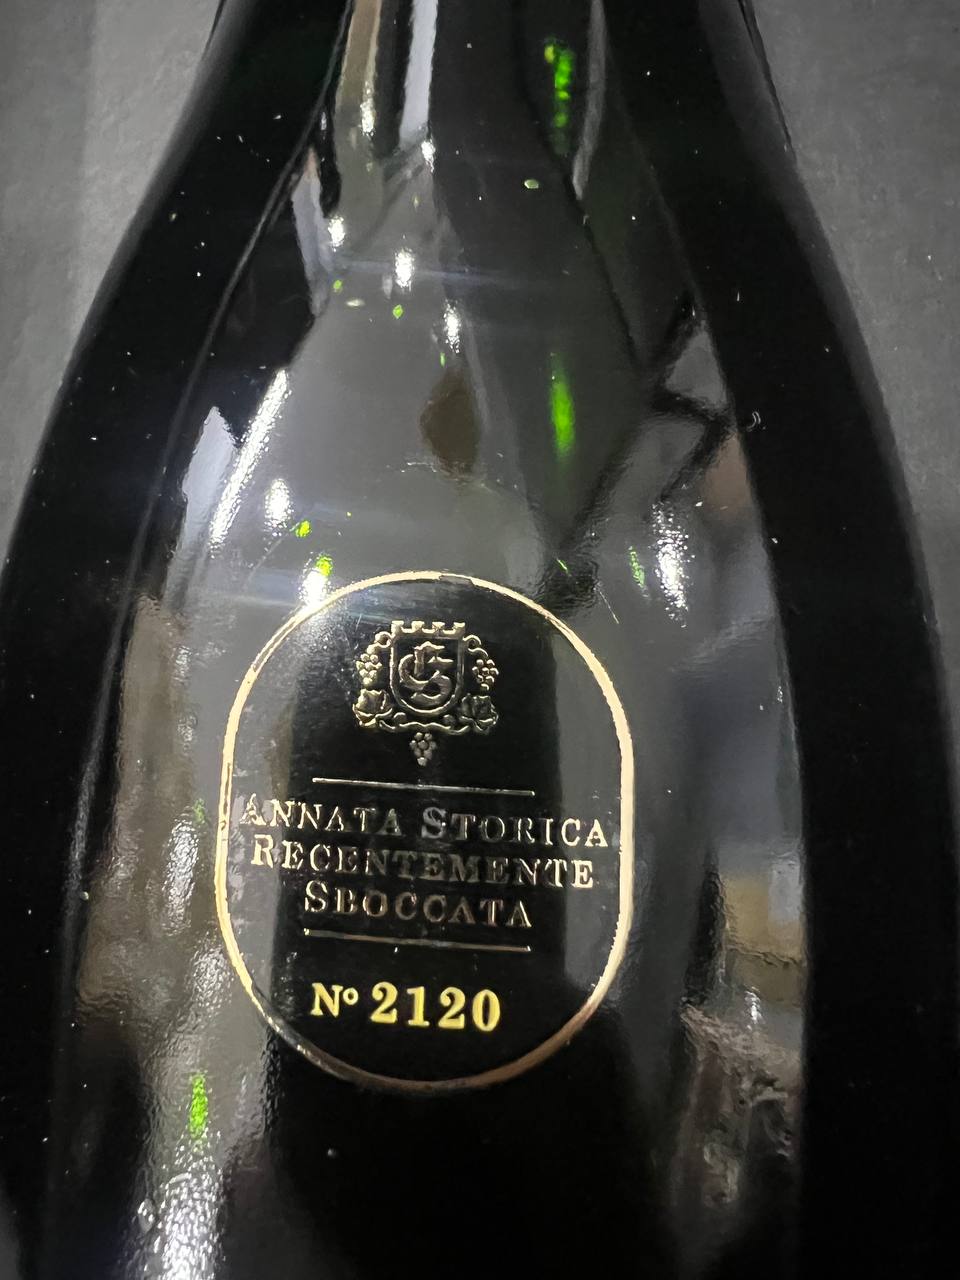 ANNATA STORICA
RECENTEMENTE
SBOCCATA
Nº 2120